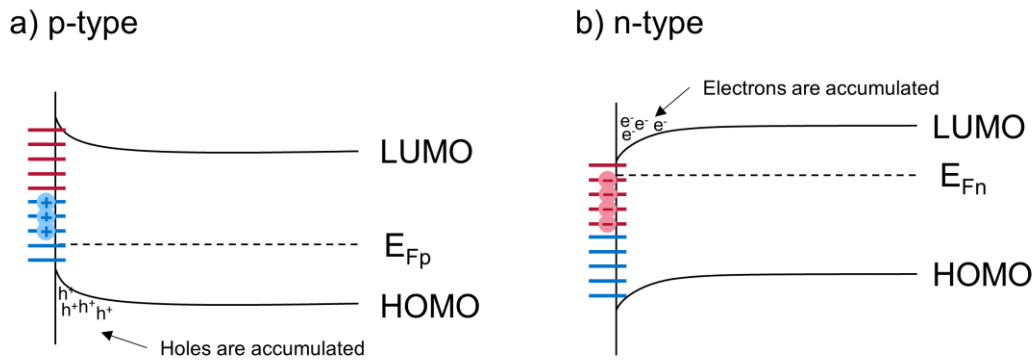 a) p-type
LUMO
+
+
+
E_Fp
h⁺
h⁺ h⁺ h⁺
HOMO
Holes are accumulated
b) n-type
Electrons are accumulated
e⁻ e⁻ e⁻
e⁻
LUMO
E_Fn
HOMO